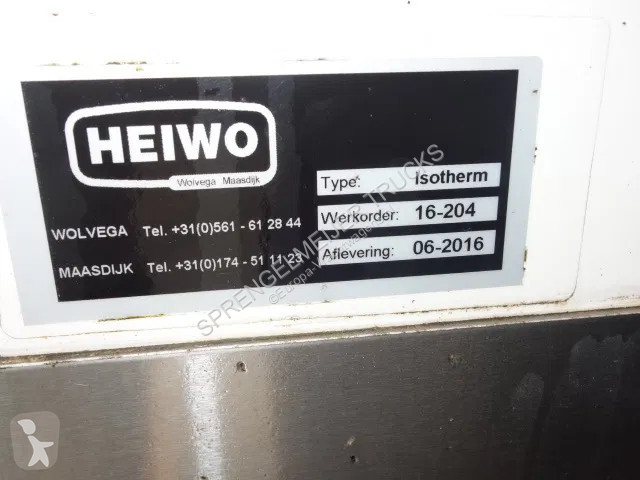 HEIWO
Wolvega Maasdijk
WOLVEGA Tel. +31(0)561 - 61 28 44
MAASDIJK Tel. +31(0)174 - 51 11 23
Type: Isotherm
Werkorder: 16-204
Aflevering: 06-2016
SPRENGELMEIJER TRUCKS